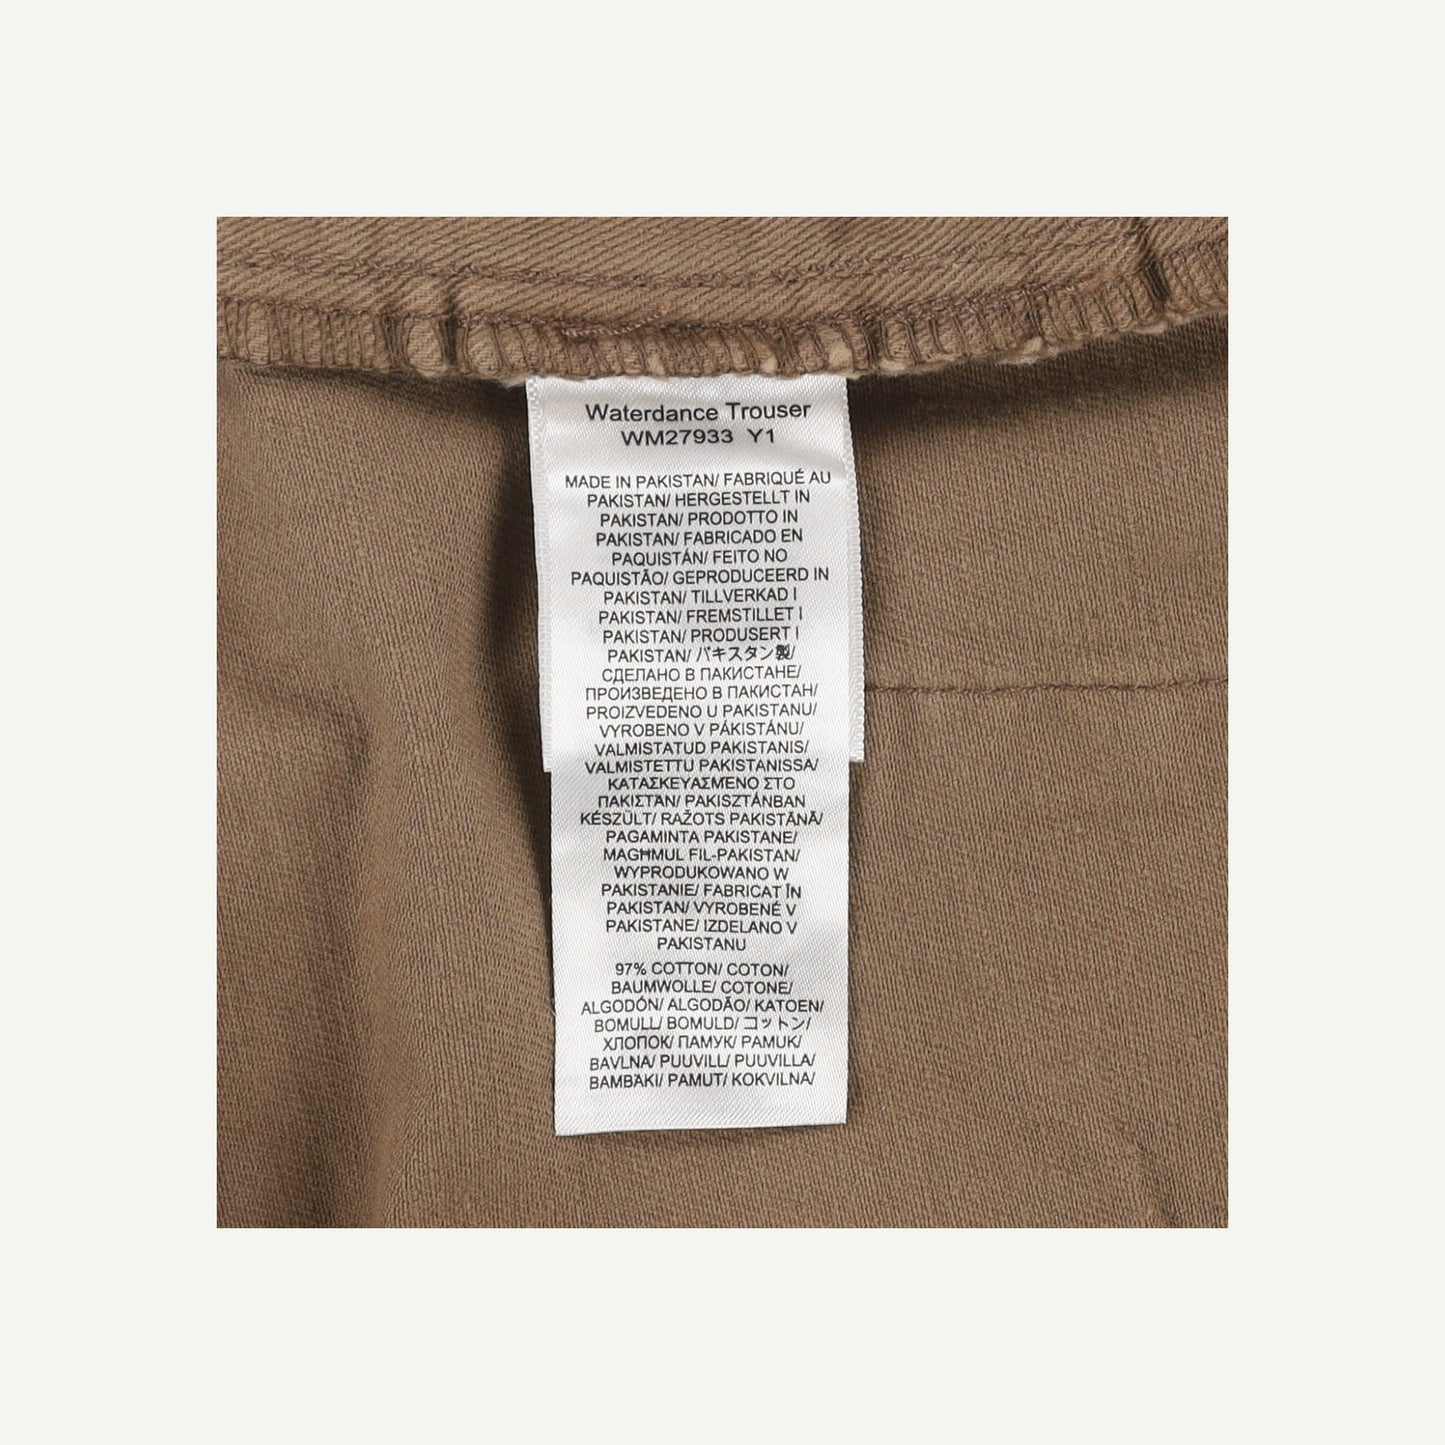 Waterdance Trouser
WM27933 Y1
MADE IN PAKISTAN/ FABRIQUÉ AU
PAKISTAN/ HERGESTELLT IN
PAKISTAN/ PRODOTTO IN
PAKISTAN/ FABRICADO EN
PAQUISTÁN/ FEITO NO
PAQUISTÃO/ GEPRODUCEERD IN
PAKISTAN/ TILLVERKAD I
PAKISTAN/ FREMSTILLET I
PAKISTAN/ PRODUSERT I
PAKISTAN/ パキスタン製/
СДЕЛАНО В ПАКИСТАНЕ/
ПРОИЗВЕДЕНО В ПАКИСТАН/
PROIZVEDENO U PAKISTANU/
VYROBENO V PÁKISTÁNU/
VALMISTATUD PAKISTANIS/
VALMISTETTU PAKISTANISSA/
ΚΑΤΑΣΚΕΥΑΣΜΕΝΟ ΣΤΟ
ΠΑΚΙΣΤΑΝ/ PAKISZTÁNBAN
KÉSZÜLT/ RAŽOTS PAKISTĀNĀ/
PAGAMINTA PAKISTANE/
MAGĦMUL FIL-PAKISTAN/
WYPRODUKOWANO W
PAKISTANIE/ FABRICAT ÎN
PAKISTAN/ VYROBENÉ V
PAKISTANE/ IZDELANO V
PAKISTANU
97% COTTON/ COTON/
BAUMWOLLE/ COTONE/
ALGODÓN/ ALGODÃO/ KATOEN/
BOMULL/ BOMULD/ コットン/
ХЛОПОК/ ПАМУК/ PAMUK/
BAVLNA/ PUUVILL/ PUUVILLA/
ΒΑΜΒΑΚΙ/ PAMUT/ KOKVILNA/